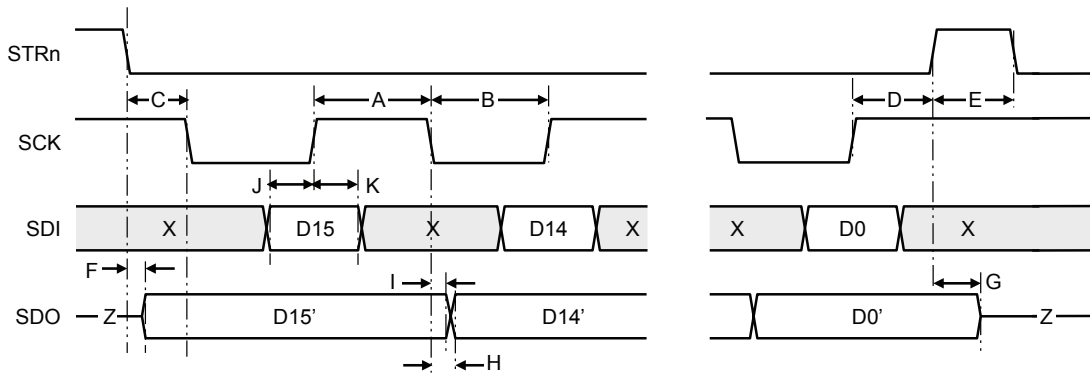 STRn
C A B D E
SCK
J K
SDI X D15 X D14 X X D0 X
F I G
SDO Z D15’ D14’ D0’ Z
H